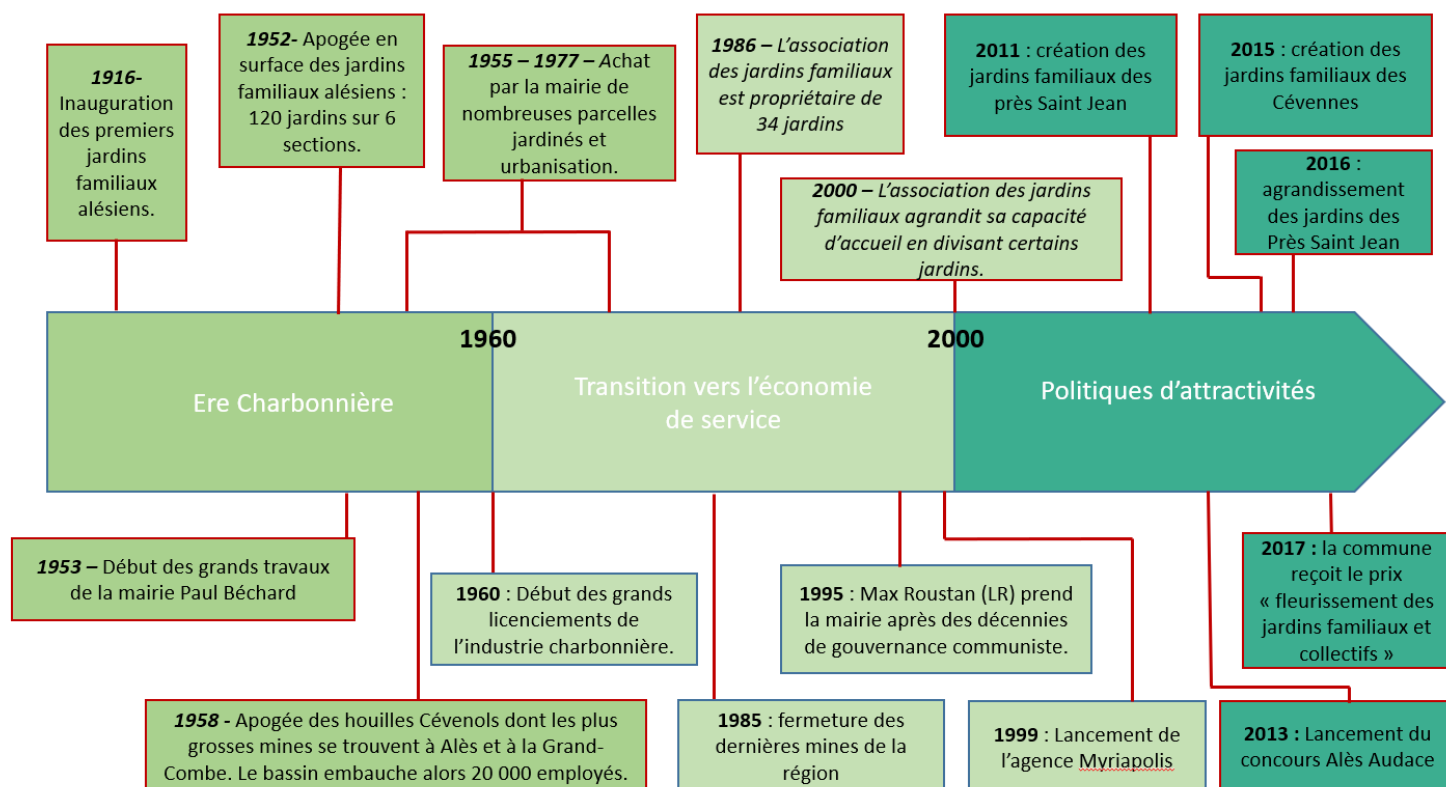 1916-
Inauguration
des premiers
jardins
familiaux
alésiens.
1952- Apogée en
surface des jardins
familiaux alésiens :
120 jardins sur 6
sections.
1955 – 1977 – Achat
par la mairie de
nombreuses parcelles
jardinés et
urbanisation.
1986 – L’association
des jardins familiaux
est propriétaire de
34 jardins
2000 – L’association des jardins
familiaux agrandit sa capacité
d’accueil en divisant certains
jardins.
2011 : création des
jardins familiaux des
près Saint Jean
2015 : création des
jardins familiaux des
Cévennes
2016 :
agrandissement
des jardins des
Près Saint Jean
1960
2000
Ere Charbonnière
Transition vers l’économie
de service
Politiques d’attractivités
1953 – Début des grands travaux
de la mairie Paul Béchard
1958 - Apogée des houilles Cévenols dont les plus
grosses mines se trouvent à Alès et à la Grand-
Combe. Le bassin embauche alors 20 000 employés.
1960 : Début des grands
licenciements de
l’industrie charbonnière.
1985 : fermeture des
dernières mines de la
région
1995 : Max Roustan (LR) prend
la mairie après des décennies
de gouvernance communiste.
1999 : Lancement de
l’agence Myriapolis
2013 : Lancement du
concours Alès Audace
2017 : la commune
reçoit le prix
« fleurissement des
jardins familiaux et
collectifs »